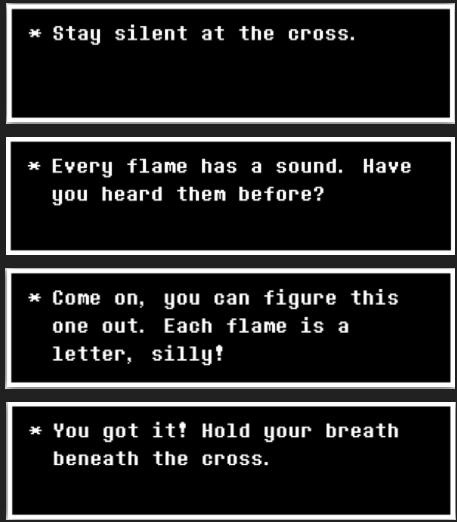 * Stay silent at the cross.
* Every flame has a sound. Have
you heard them before?
* Come on, you can figure this
one out. Each flame is a
letter, silly!
* You got it! Hold your breath
beneath the cross.